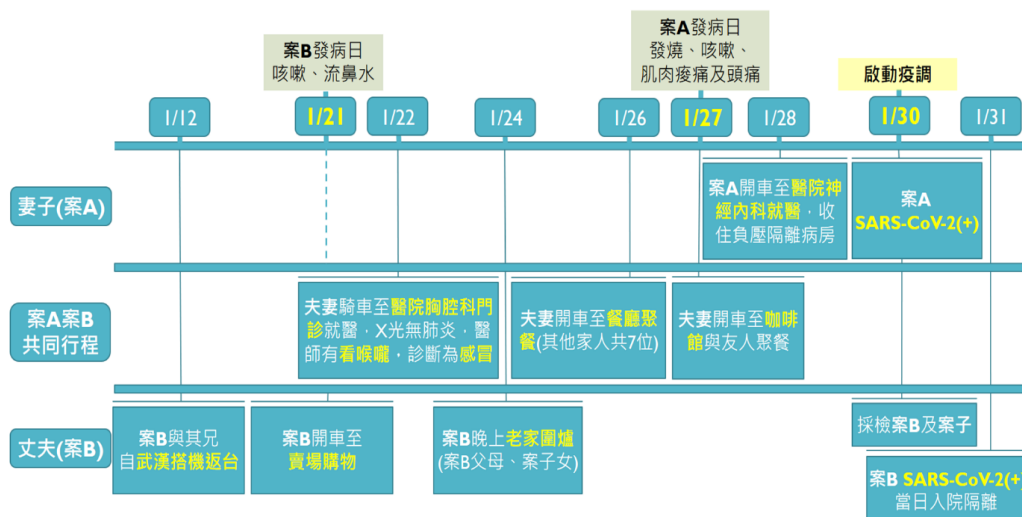 案B發病日
咳嗽、流鼻水
案A發病日
發燒、咳嗽、
肌肉痠痛及頭痛
啟動疫調
1/12
1/21
1/22
1/24
1/26
1/27
1/28
1/30
1/31
妻子(案A)
案A開車至醫院神
經內科就醫，收
住負壓隔離病房
案A
SARS-CoV-2(+)
案A案B
共同行程
夫妻騎車至醫院胸腔科門
診就醫，X光無肺炎，醫
師有看喉嚨，診斷為感冒
夫妻開車至餐廳聚
餐(其他家人共7位)
夫妻開車至咖啡
館與友人聚餐
丈夫(案B)
案B與其兄
自武漢搭機返台
案B開車至
賣場購物
案B晚上老家圍爐
(案B父母、案子女)
採檢案B及案子
案B SARS-CoV-2(+)
當日入院隔離